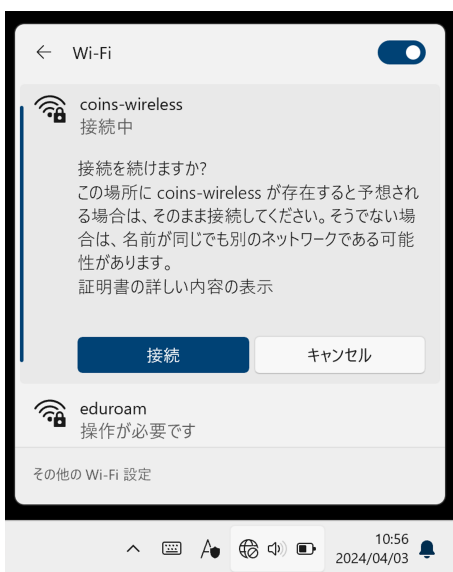 Wi-Fi
coins-wireless
接続中
接続を続けますか?
この場所に coins-wireless が存在すると予想され
る場合は、そのまま接続してください。そうでない場
合は、名前が同じでも別のネットワークである可能
性があります。
証明書の詳しい内容の表示
接続
キャンセル
eduroam
操作が必要です
その他の Wi-Fi 設定
A
10:56
2024/04/03